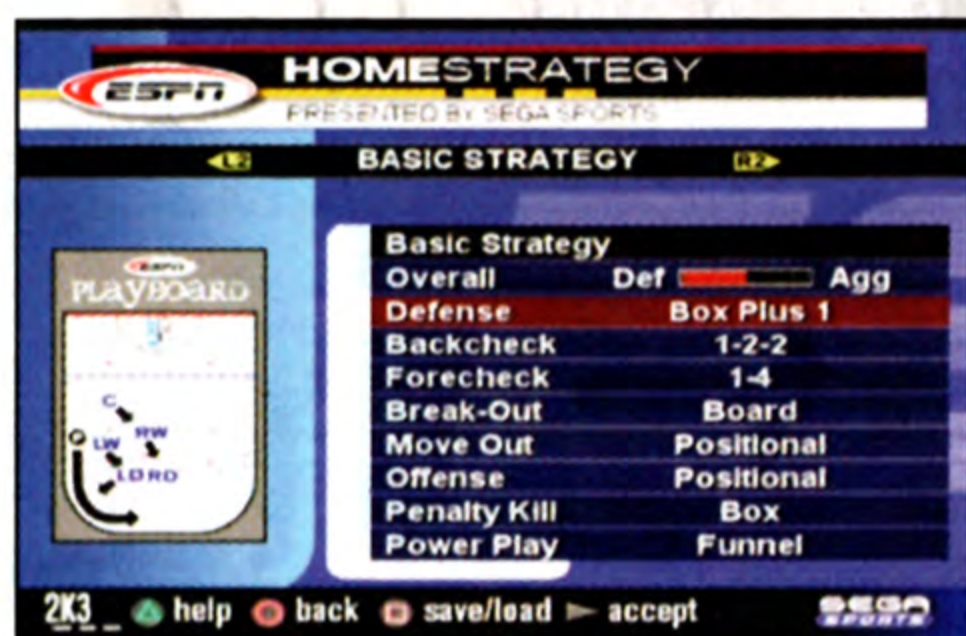 ESPN
HOMESTRATEGY
PRESENTED BY SEGA SPORTS
L2 BASIC STRATEGY R2
ESPN
PLAYBOARD
C
LW RW
LD RD
Basic Strategy
Overall Def Agg
Defense Box Plus 1
Backcheck 1-2-2
Forecheck 1-4
Break-Out Board
Move Out Positional
Offense Positional
Penalty Kill Box
Power Play Funnel
2K3 help back save/load accept
SEGA
SPORTS